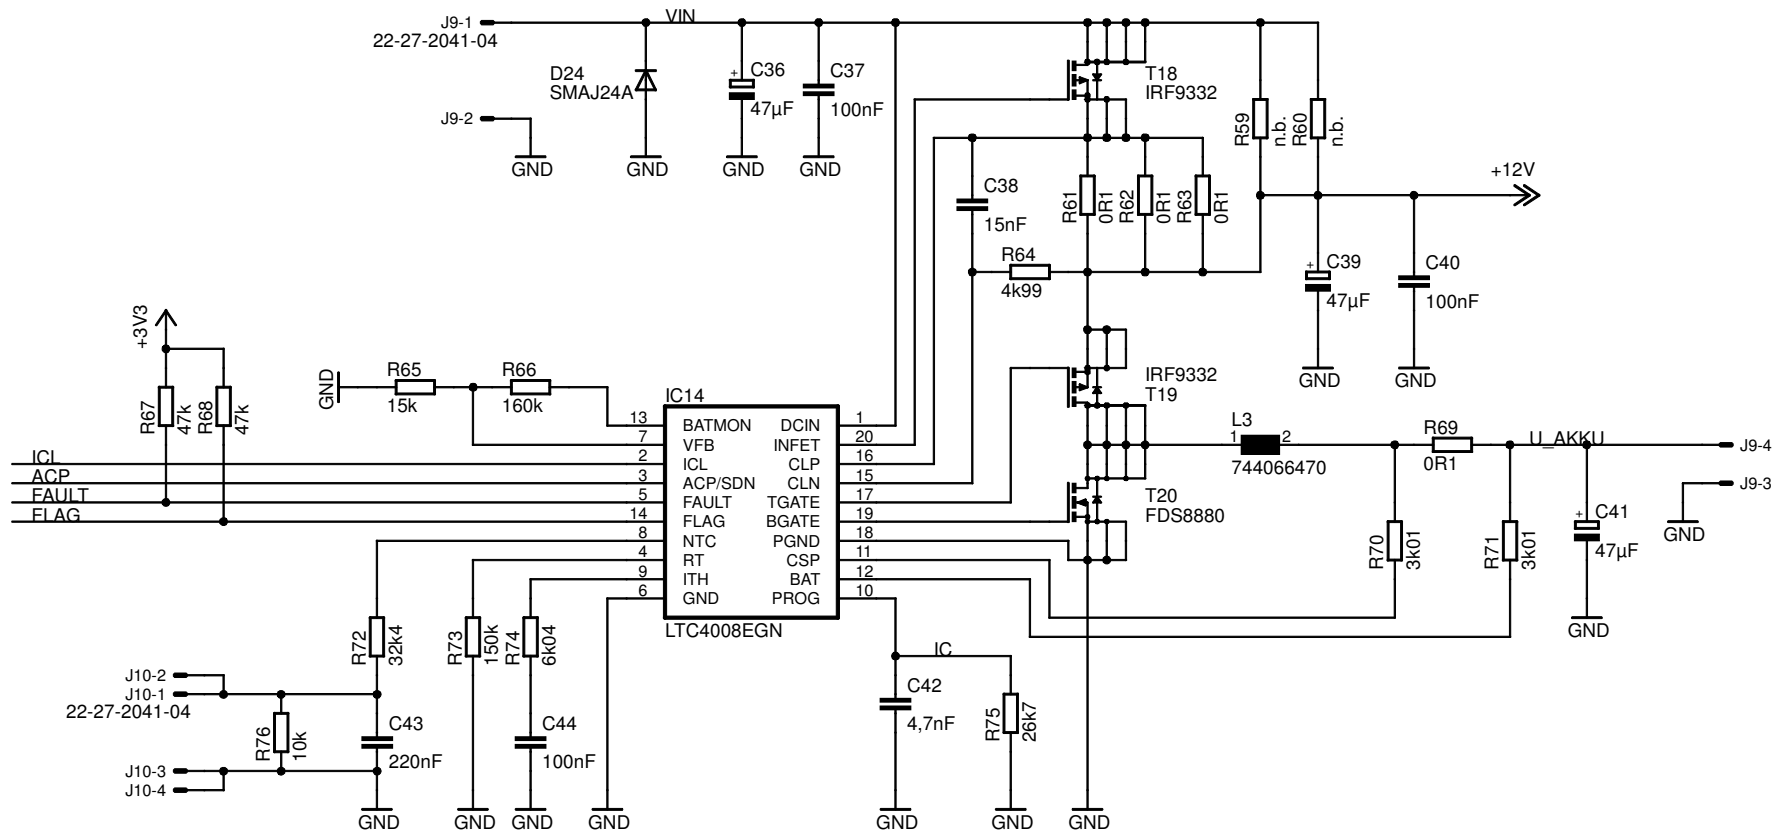 J9-1
22-27-2041-04
VIN
D24
SMAJ24A
+
C36
47µF
C37
100nF
T18
IRF9332
J9-2
GND
GND
GND
GND
R59
n.b.
R60
n.b.
+12V
C38
15nF
R61
0R1
R62
0R1
R63
0R1
R64
4k99
+
C39
47µF
C40
100nF
GND
GND
+3V3
R67
47k
R68
47k
GND
R65
15k
R66
160k
IRF9332
T19
IC14
13 BATMON DCIN 1
7 VFB INFET 20
2 ICL CLP 16
3 ACP/SDN CLN 15
5 FAULT TGATE 17
14 FLAG BGATE 19
8 NTC PGND 18
4 RT CSP 11
9 ITH BAT 12
6 GND PROG 10
LTC4008EGN
ICL
ACP
FAULT
FLAG
L3
1 2
744066470
R69
0R1
U_AKKU
J9-4
J9-3
GND
T20
FDS8880
R70
3k01
R71
3k01
+
C41
47µF
GND
R72
32k4
R73
150k
R74
6k04
IC
J10-2
J10-1
22-27-2041-04
R76
10k
C43
220nF
C44
100nF
C42
4,7nF
R75
26k7
J10-3
J10-4
GND
GND
GND
GND
GND
GND
GND